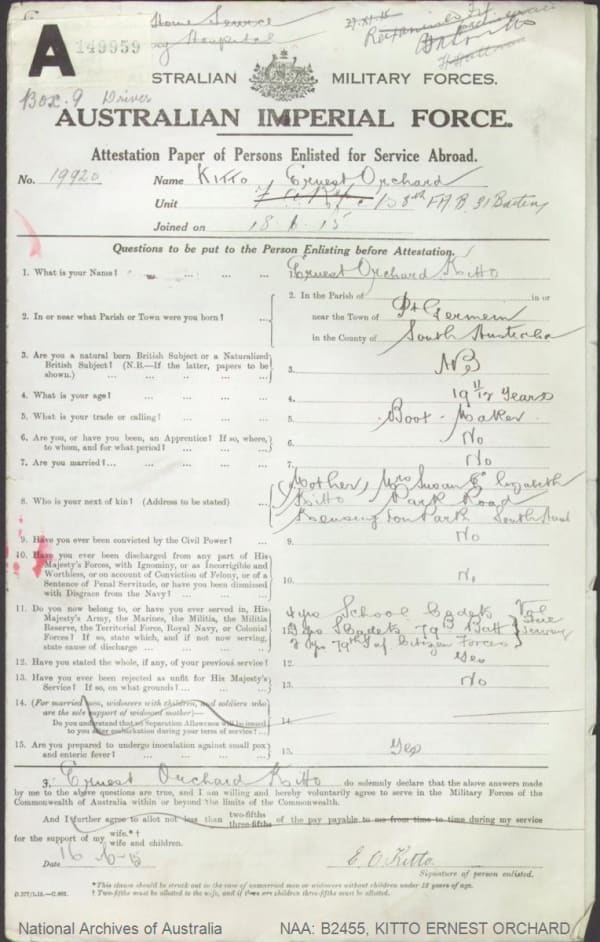 Home Service
Hospital
27.XI.15
A
149959
STRALIAN MILITARY FORCES.
Box. 9 Driver
AUSTRALIAN IMPERIAL FORCE.
Attestation Paper of Persons Enlisted for Service Abroad.
No. 19920 Name KITTO, Ernest Orchard
Unit FAB 31 Battery
Joined on 18.6.15
Questions to be put to the Person Enlisting before Attestation.
1. What is your Name? ... ... ... 1. Ernest Orchard Kitto
2. In or near what Parish or Town were you born? ... 2. In the Parish of in or
near the Town of Pt Germein
in the County of South Australia
3. Are you a natural born British Subject or a Naturalized
British Subject? (N.B.—If the latter, papers to be
shown.) ... ... ... ... 3. NBS
4. What is your age? ... ... ... ... 4. 19 11/12 Years
5. What is your trade or calling? ... ... ... 5. Boot-Maker
6. Are you, or have you been, an Apprentice? If so, where,
to whom, and for what period? ... ... ... 6. No
7. Are you married?... ... ... ... 7. No
8. Who is your next of kin? (Address to be stated) ... 8. Mother, Mrs Susan Elizabeth
Kitto Park Road
Kensington Park South Aust
9. Have you ever been convicted by the Civil Power? ... 9. No
10. Have you ever been discharged from any part of His
Majesty's Forces, with Ignominy, or as Incorrigible and
Worthless, or on account of Conviction of Felony, or of a
Sentence of Penal Servitude, or have you been dismissed
with Disgrace from the Navy? ... ... ... 10. No
11. Do you now belong to, or have you ever served in, His
Majesty's Army, the Marines, the Militia, the Militia
Reserve, the Territorial Force, Royal Navy, or Colonial
Forces? If so, state which, and if not now serving,
state cause of discharge ... ... ... 11. 4 yrs School Cadets
Cadets 79th Batt
2 yrs 79th Inf. Citizen Forces
12. Have you stated the whole, if any, of your previous service? 12. Yes
13. Have you ever been rejected as unfit for His Majesty's
Service? If so, on what grounds? ... ... 13. No
14. (For married men, widowers with children, and soldiers who
are the sole support of widowed mother)—
Do you understand that no Separation Allowance will be issued
to you after embarkation during your term of service? ... 14.
15. Are you prepared to undergo inoculation against small pox
and enteric fever? ... ... ... ... 15. Yes
I, Ernest Orchard Kitto do solemnly declare that the above answers made
by me to the above questions are true, and I am willing and hereby voluntarily agree to serve in the Military Forces of the
Commonwealth of Australia within or beyond the limits of the Commonwealth.
And I further agree to allot not less than two-fifths three-fifths of the pay payable to me from time to time during my service
for the support of my wife.*† wife and children.
Date 16-6-15 E. O. Kitto
Signature of person enlisted.
* This clause should be struck out in the case of unmarried men or widowers without children under 18 years of age.
† Two-fifths must be allotted to the wife, and if there are children three-fifths must be allotted.
National Archives of Australia NAA: B2455, KITTO ERNEST ORCHARD